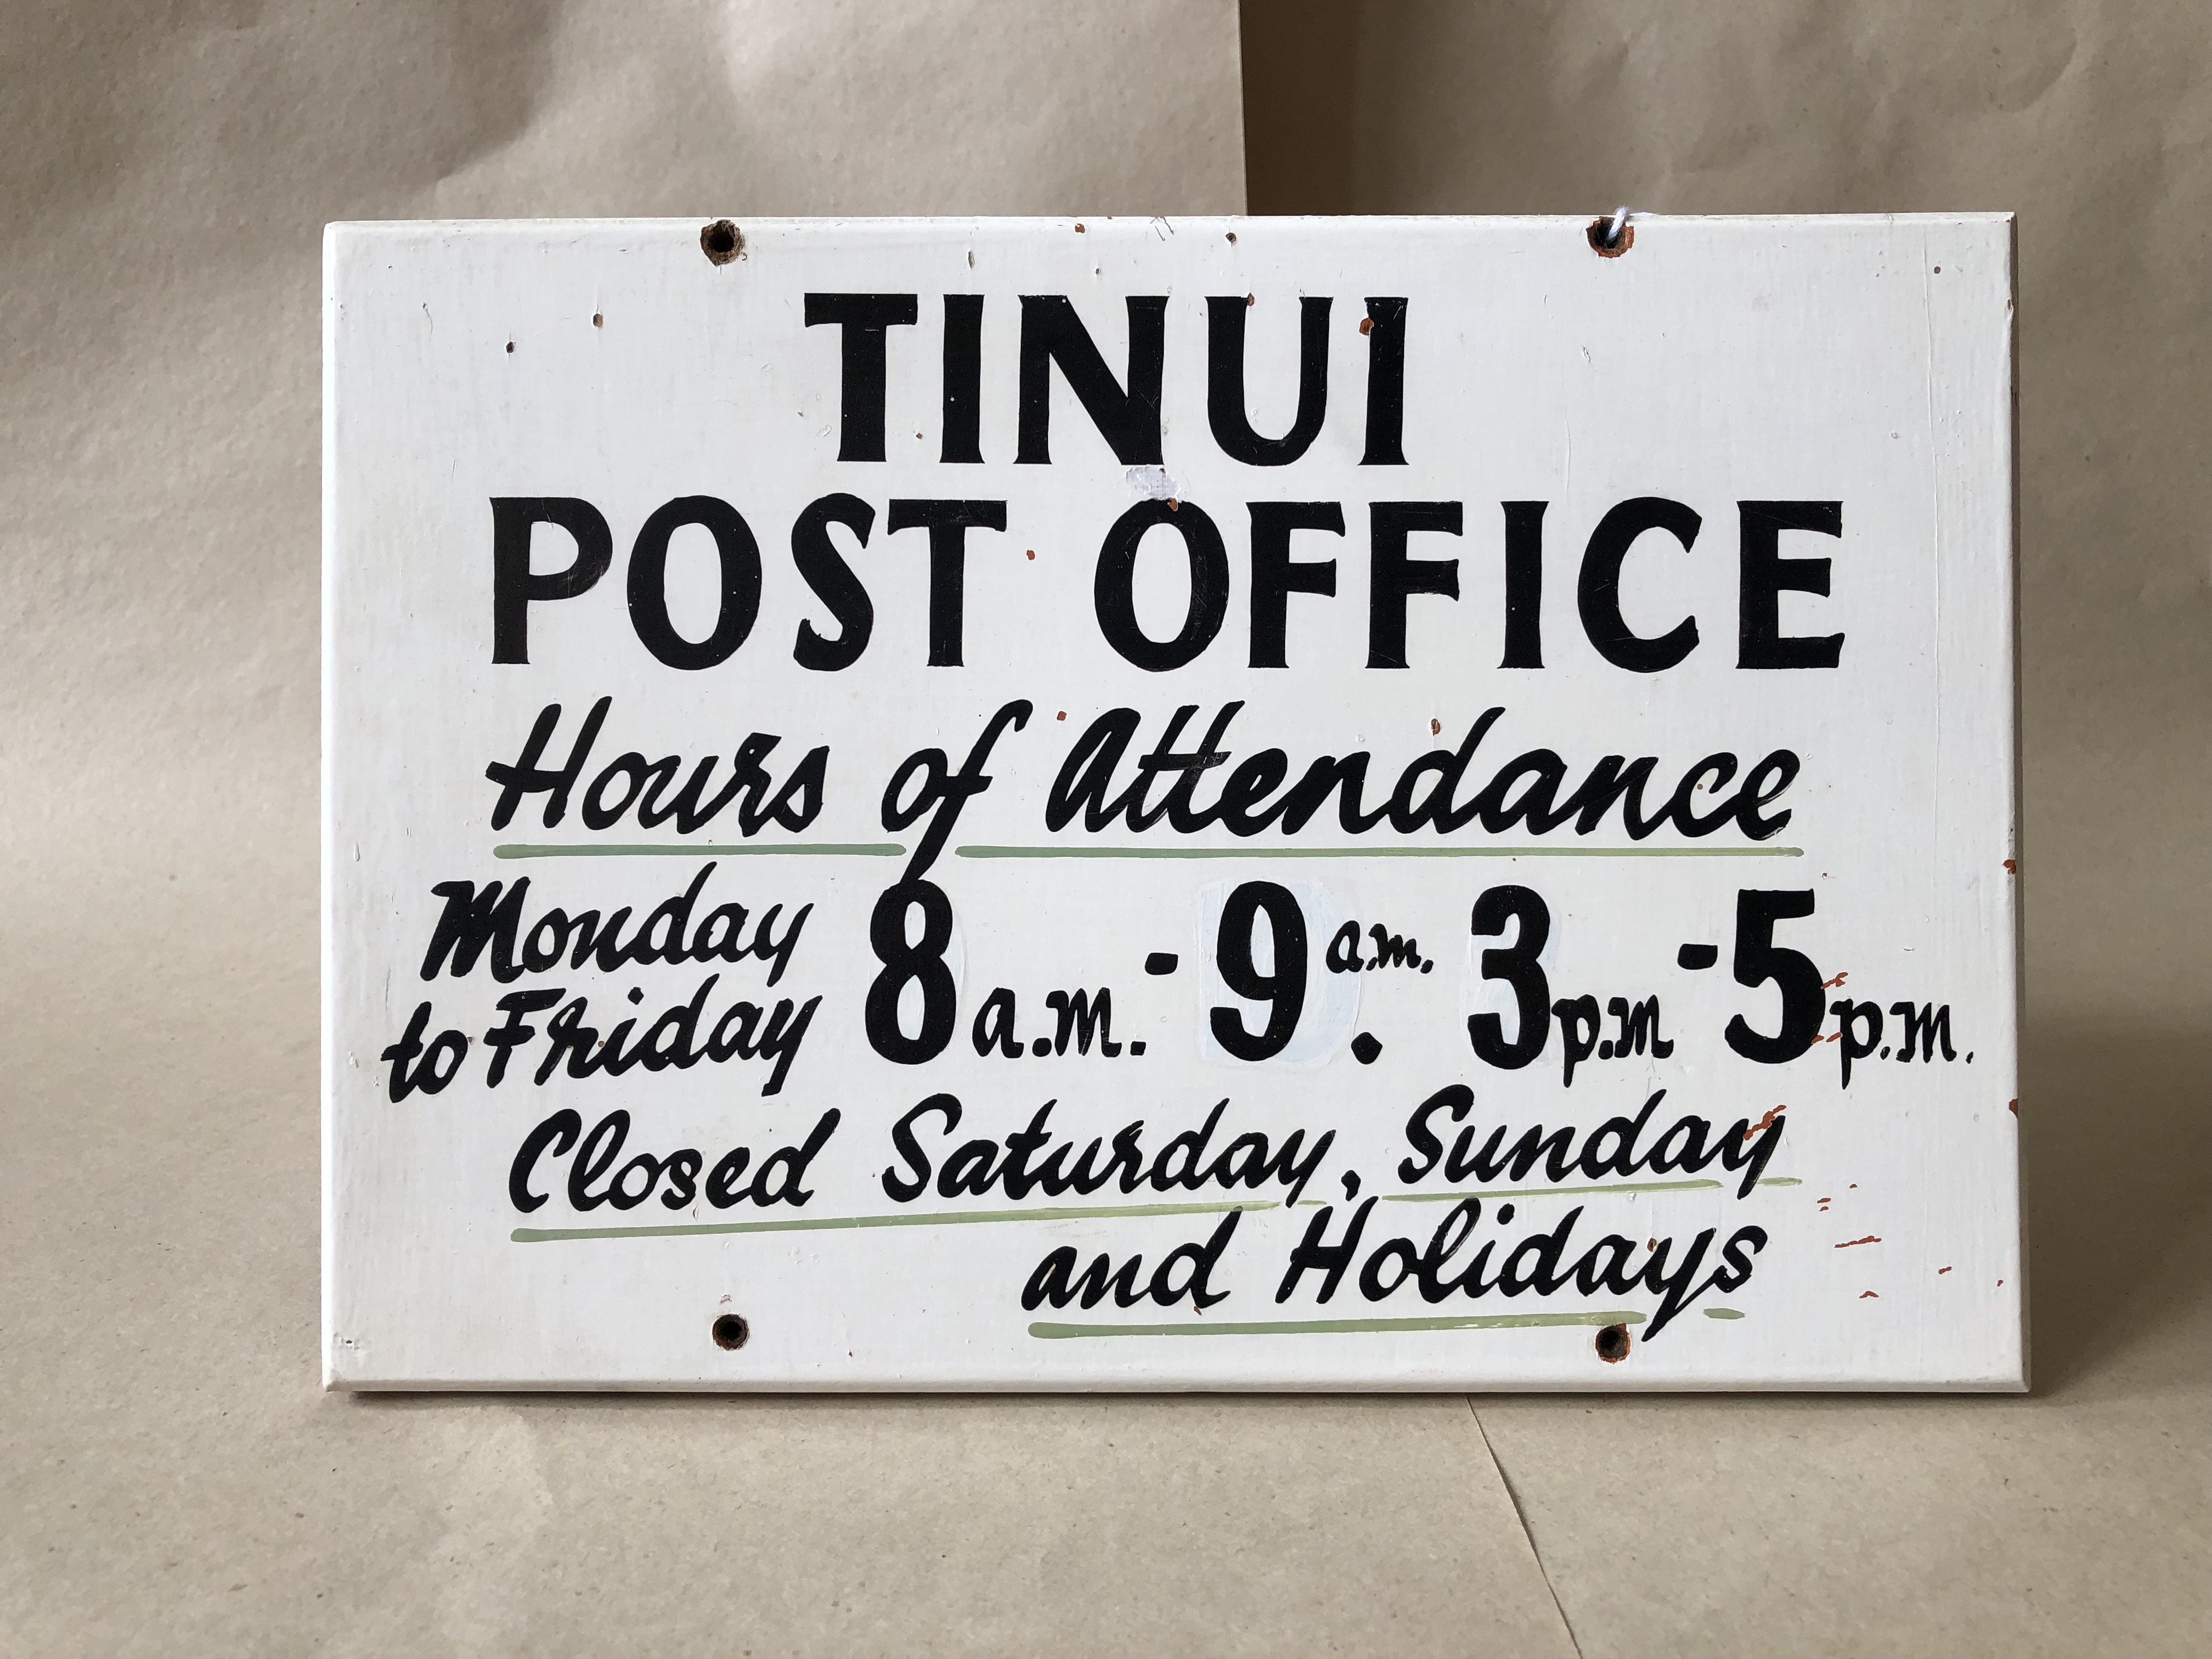 TINUI
POST OFFICE
Hours of Attendance
Monday to Friday 8 a.m. - 9 a.m. . 3 p.m - 5 p.m.
Closed Saturday, Sunday
and Holidays